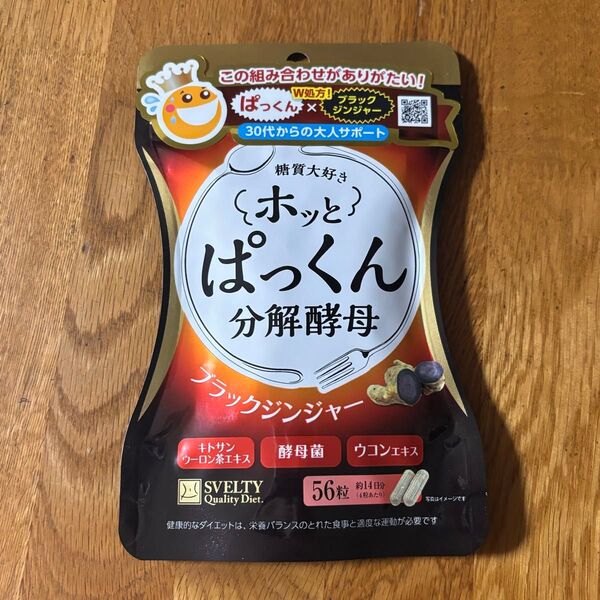 この組み合わせがありがたい!
W処方!
ぱっくん×ブラックジンジャー
30代からの大人サポート
糖質大好き
ホッと
ぱっくん
分解酵母
ブラックジンジャー
キトサン
ウーロン茶エキス
酵母菌
ウコンエキス
SVELTY
Quality Diet.
56粒
約14日分
(4粒あたり)
写真はイメージです
健康的なダイエットは、栄養バランスのとれた食事と適度な運動が必要です